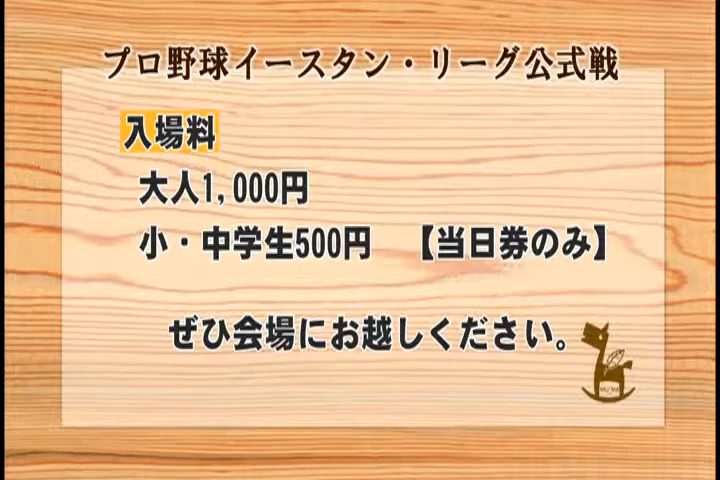 プロ野球イースタン・リーグ公式戦
入場料
大人1,000円
小・中学生500円　【当日券のみ】
ぜひ会場にお越しください。